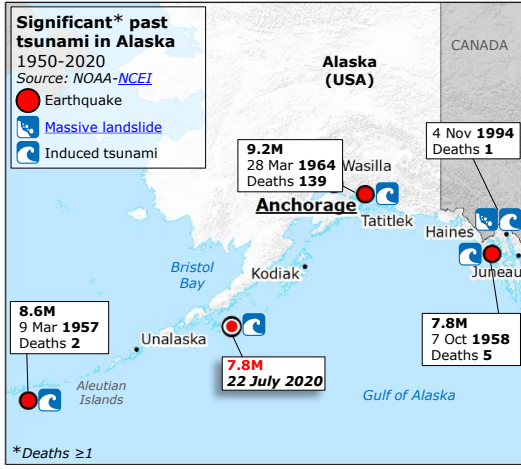 Significant* past
tsunami in Alaska
1950-2020
Source: NOAA-NCEI
Earthquake
Massive landslide
Induced tsunami
Alaska
(USA)
CANADA
9.2M
28 Mar 1964
Deaths 139
Wasilla
4 Nov 1994
Deaths 1
Anchorage
Tatitlek
Haines
Juneau
Bristol
Bay
Kodiak
8.6M
9 Mar 1957
Deaths 2
Unalaska
7.8M
7 Oct 1958
Deaths 5
7.8M
22 July 2020
Aleutian
Islands
Gulf of Alaska
*Deaths ≥1